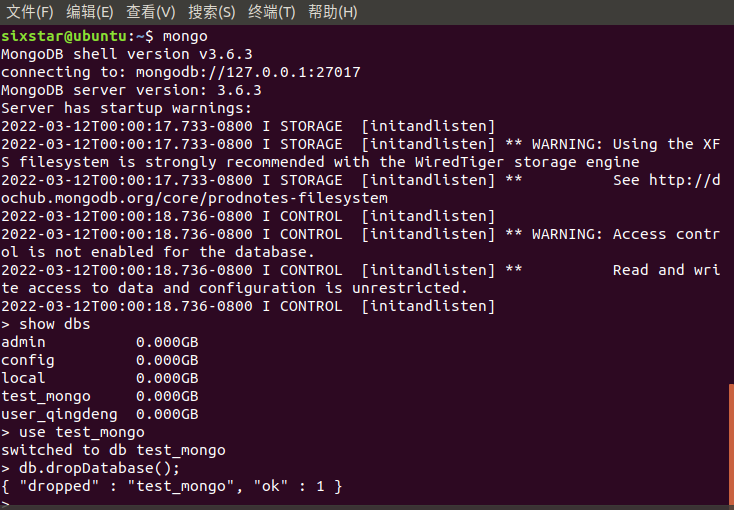 文件(F) 编辑(E) 查看(V) 搜索(S) 终端(T) 帮助(H)
sixstar@ubuntu:~$ mongo
MongoDB shell version v3.6.3
connecting to: mongodb://127.0.0.1:27017
MongoDB server version: 3.6.3
Server has startup warnings:
2022-03-12T00:00:17.733-0800 I STORAGE  [initandlisten]
2022-03-12T00:00:17.733-0800 I STORAGE  [initandlisten] ** WARNING: Using the XF
S filesystem is strongly recommended with the WiredTiger storage engine
2022-03-12T00:00:17.733-0800 I STORAGE  [initandlisten] **          See http://d
ochub.mongodb.org/core/prodnotes-filesystem
2022-03-12T00:00:18.736-0800 I CONTROL  [initandlisten]
2022-03-12T00:00:18.736-0800 I CONTROL  [initandlisten] ** WARNING: Access contr
ol is not enabled for the database.
2022-03-12T00:00:18.736-0800 I CONTROL  [initandlisten] **          Read and wri
te access to data and configuration is unrestricted.
2022-03-12T00:00:18.736-0800 I CONTROL  [initandlisten]
> show dbs
admin          0.000GB
config         0.000GB
local          0.000GB
test_mongo     0.000GB
user_qingdeng  0.000GB
> use test_mongo
switched to db test_mongo
> db.dropDatabase();
{ "dropped" : "test_mongo", "ok" : 1 }
>